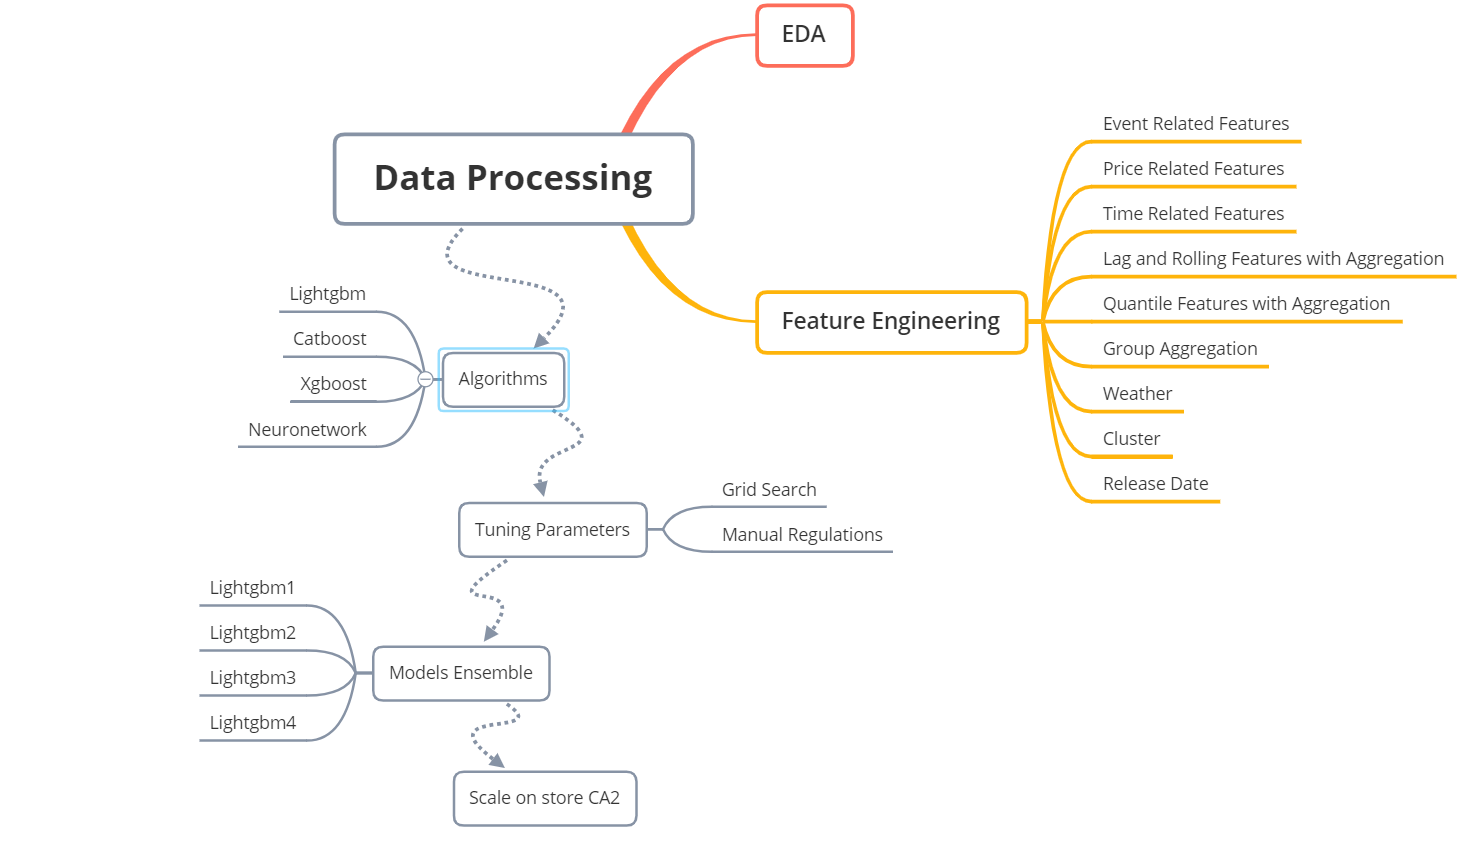 EDA
Data Processing
Event Related Features
Price Related Features
Time Related Features
Lag and Rolling Features with Aggregation
Quantile Features with Aggregation
Feature Engineering
Group Aggregation
Weather
Cluster
Release Date
Lightgbm
Catboost
Xgboost
Neuronetwork
Algorithms
Tuning Parameters
Grid Search
Manual Regulations
Lightgbm1
Lightgbm2
Lightgbm3
Lightgbm4
Models Ensemble
Scale on store CA2